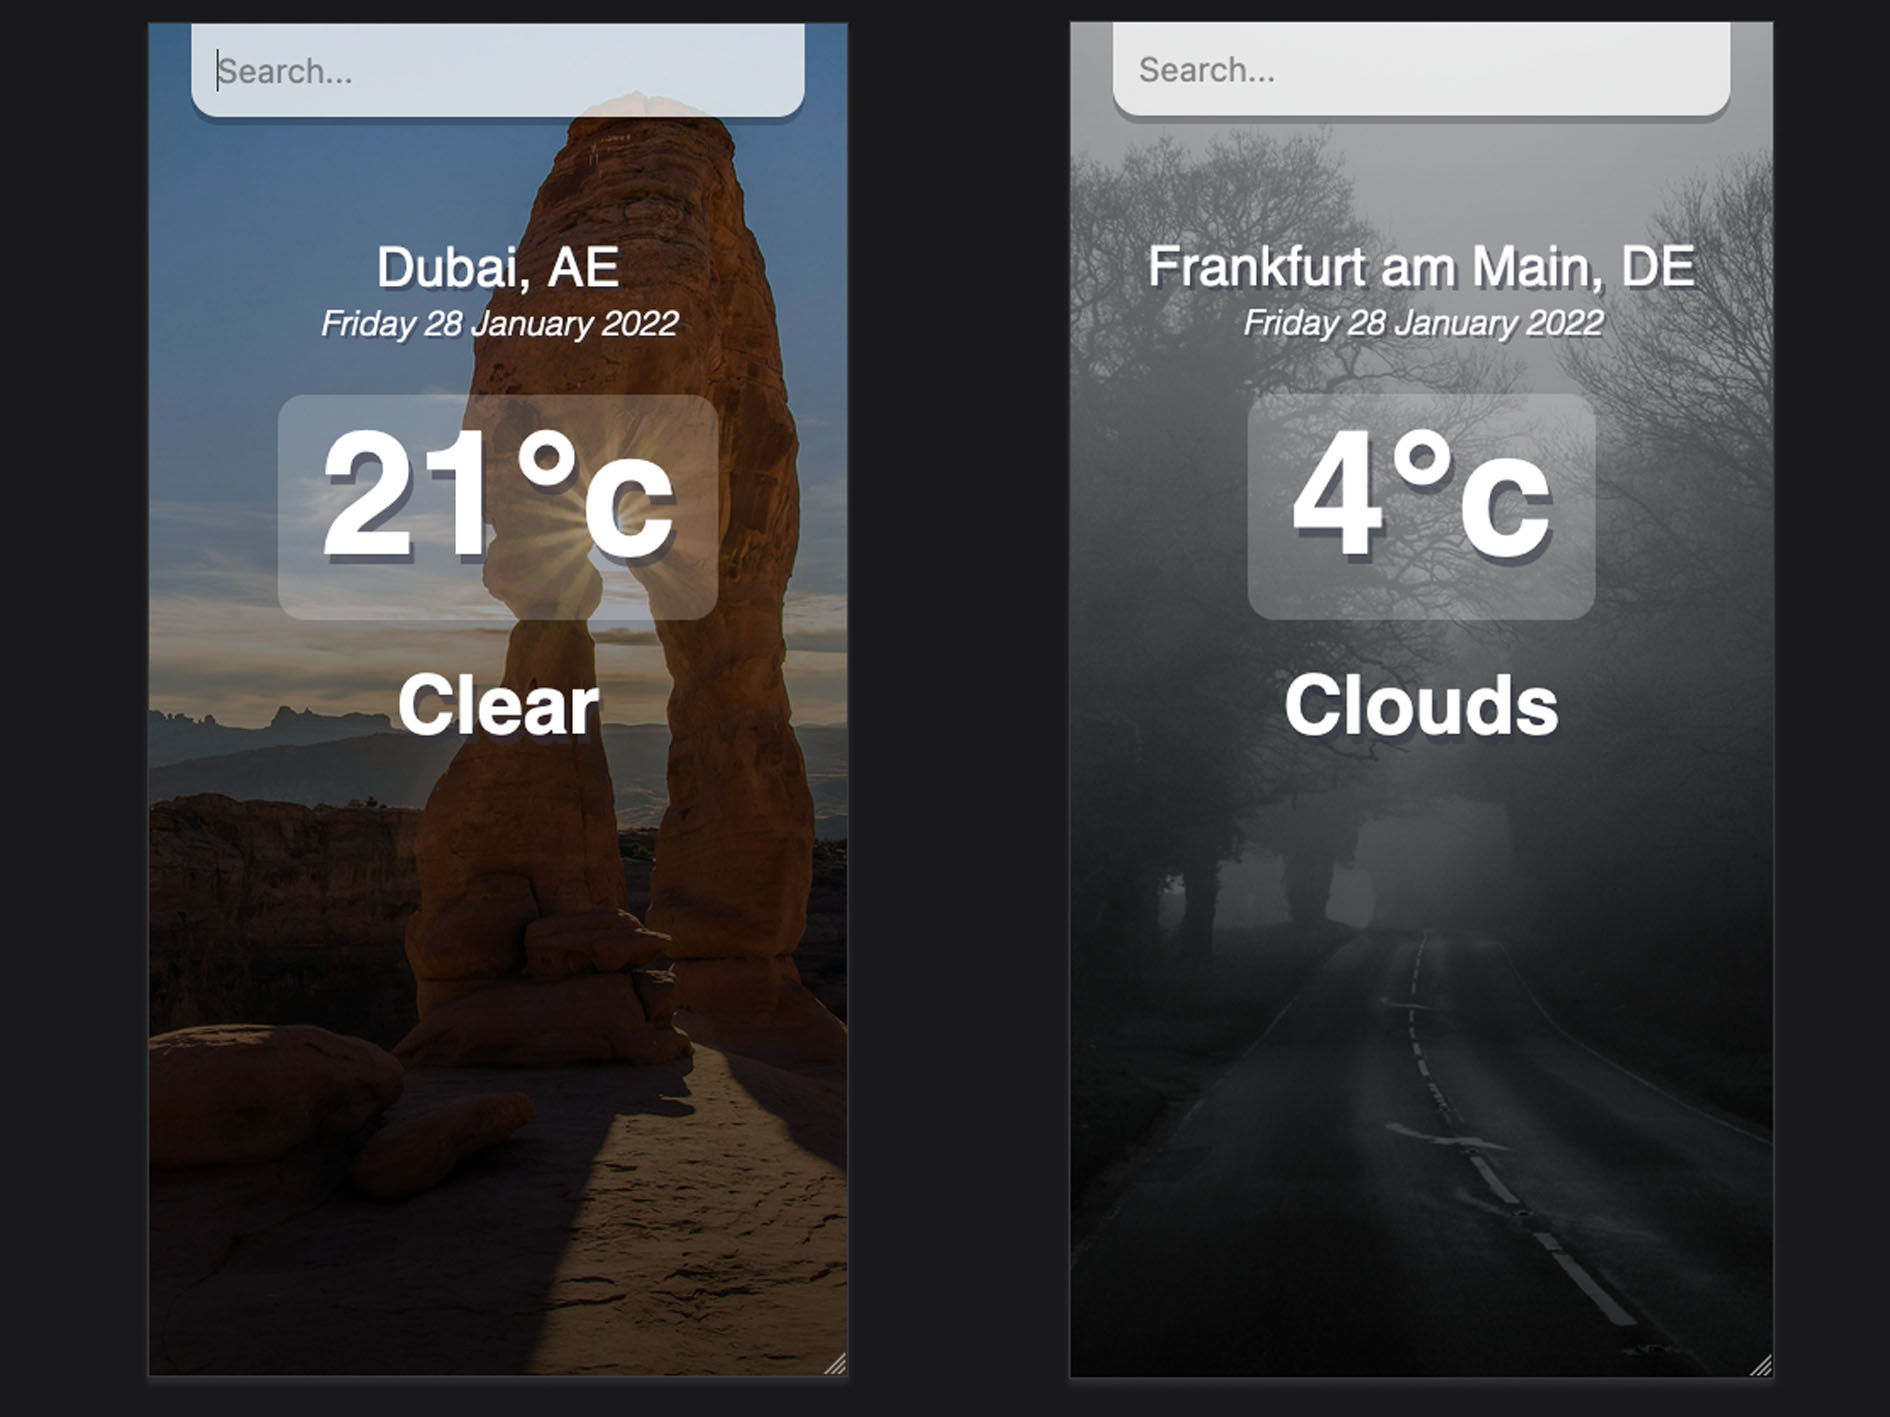 Search...
Dubai, AE
Friday 28 January 2022
21°c
Clear
Search...
Frankfurt am Main, DE
Friday 28 January 2022
4°c
Clouds